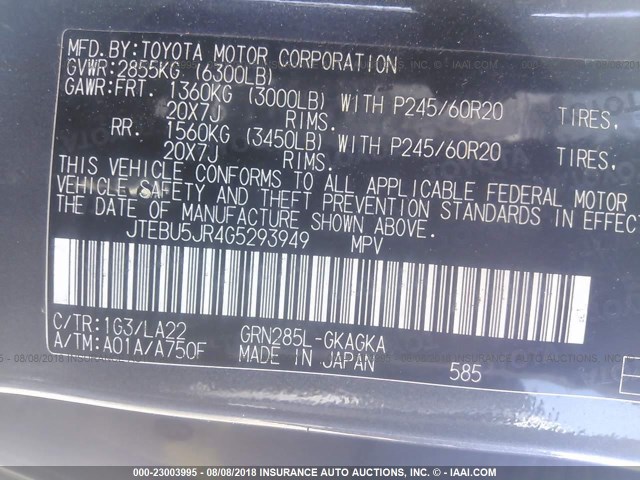 MFD.BY:TOYOTA MOTOR CORPORATION
GVWR:2855KG (6300LB)
GAWR:FRT. 1360KG (3000LB) WITH P245/60R20 TIRES,
20X7J RIMS.
RR. 1560KG (3450LB) WITH P245/60R20 TIRES,
20X7J RIMS.
THIS VEHICLE CONFORMS TO ALL APPLICABLE FEDERAL MOTOR
VEHICLE SAFETY AND THEFT PREVENTION STANDARDS IN EFFECT
THE DATE OF MANUFACTURE SHOWN ABOVE.
JTEBU5JR4G5293949 MPV
C/TR:1G3/LA22 GRN285L-GKAGKA
A/TM:A01A/A750F MADE IN JAPAN 585
000-23003995 - 08/08/2018 - INSURANCE AUTO AUCTIONS, INC. - © - IAAI.COM